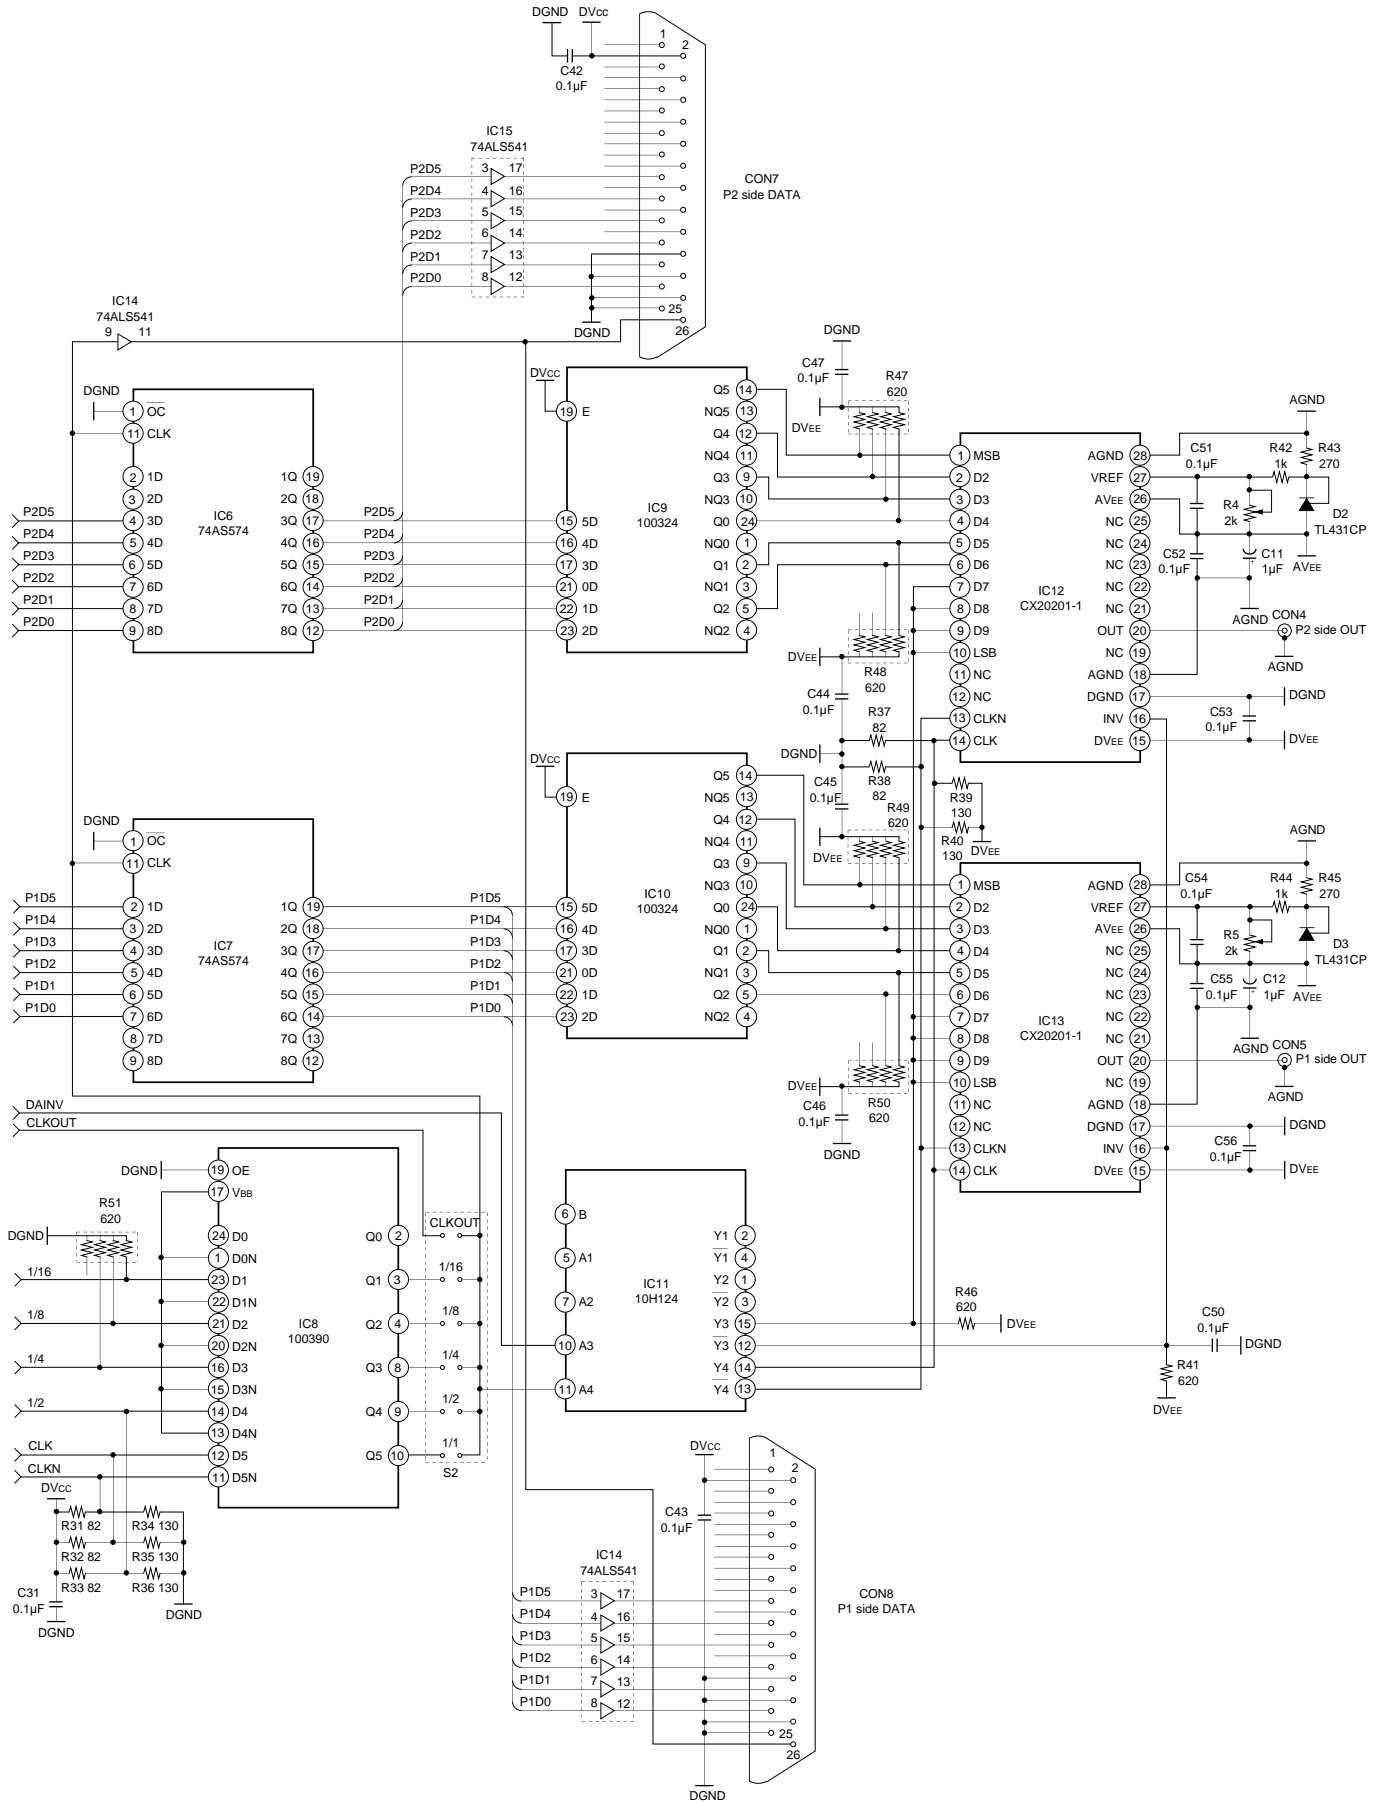 DGND DVCC
C42
0.1µF
1
2
25
26
DGND
CON7
P2 side DATA
IC15
74ALS541
P2D5 3 17
P2D4 4 16
P2D3 5 15
P2D2 6 14
P2D1 7 13
P2D0 8 12
IC14
74ALS541
9 11
DGND
1 OC
11 CLK
2 1D 1Q 19
3 2D 2Q 18
P2D5 4 3D 3Q 17 P2D5
P2D4 5 4D 4Q 16 P2D4
P2D3 6 5D 5Q 15 P2D3
P2D2 7 6D 6Q 14 P2D2
P2D1 8 7D 7Q 13 P2D1
P2D0 9 8D 8Q 12 P2D0
IC6
74AS574
DVCC
19 E
15 5D
16 4D
17 3D
21 0D
22 1D
23 2D
IC9
100324
Q5 14
NQ5 13
Q4 12
NQ4 11
Q3 9
NQ3 10
Q0 24
NQ0 1
Q1 2
NQ1 3
Q2 5
NQ2 4
DGND
C47
0.1µF
R47
620
DVEE
DVEE
R48
620
C44
0.1µF
R37
82
DGND
R38
82
C45
0.1µF
R39
130
R40
130
DVEE
R49
620
DVEE
1 MSB
2 D2
3 D3
4 D4
5 D5
6 D6
7 D7
8 D8
9 D9
10 LSB
11 NC
12 NC
13 CLKN
14 CLK
IC12
CX20201-1
AGND 28
VREF 27
AVEE 26
NC 25
NC 24
NC 23
NC 22
NC 21
OUT 20
NC 19
AGND 18
DGND 17
INV 16
DVEE 15
AGND
C51
0.1µF
R42
1k
R43
270
R4
2k
D2
TL431CP
C52
0.1µF
C11
1µF
AVEE
AGND
CON4
P2 side OUT
AGND
C53
0.1µF
DGND
DVEE
DGND
1 OC
11 CLK
P1D5 2 1D 1Q 19 P1D5
P1D4 3 2D 2Q 18 P1D4
P1D3 4 3D 3Q 17 P1D3
P1D2 5 4D 4Q 16 P1D2
P1D1 6 5D 5Q 15 P1D1
P1D0 7 6D 6Q 14 P1D0
8 7D 7Q 13
9 8D 8Q 12
IC7
74AS574
DVCC
19 E
15 5D
16 4D
17 3D
21 0D
22 1D
23 2D
IC10
100324
Q5 14
NQ5 13
Q4 12
NQ4 11
Q3 9
NQ3 10
Q0 24
NQ0 1
Q1 2
NQ1 3
Q2 5
NQ2 4
DVEE
C46
0.1µF
R50
620
DGND
1 MSB
2 D2
3 D3
4 D4
5 D5
6 D6
7 D7
8 D8
9 D9
10 LSB
11 NC
12 NC
13 CLKN
14 CLK
IC13
CX20201-1
AGND 28
VREF 27
AVEE 26
NC 25
NC 24
NC 23
NC 22
NC 21
OUT 20
NC 19
AGND 18
DGND 17
INV 16
DVEE 15
AGND
C54
0.1µF
R44
1k
R45
270
R5
2k
D3
TL431CP
C55
0.1µF
C12
1µF
AVEE
AGND
CON5
P1 side OUT
AGND
C56
0.1µF
DGND
DVEE
DAINV
CLKOUT
DGND
19 OE
17 VBB
24 D0
1 D0N
23 D1
22 D1N
21 D2
20 D2N
16 D3
15 D3N
14 D4
13 D4N
12 D5
11 D5N
IC8
100390
Q0 2
Q1 3
Q2 4
Q3 8
Q4 9
Q5 10
R51
620
DGND
1/16
1/8
1/4
1/2
CLK
CLKN
DVCC
R31 82 R34 130
R32 82 R35 130
R33 82 R36 130
C31
0.1µF
DGND
DGND
CLKOUT
1/16
1/8
1/4
1/2
1/1
S2
6 B
5 A1
7 A2
10 A3
11 A4
IC11
10H124
Y1 2
Y1 4
Y2 1
Y2 3
Y3 15
Y3 12
Y4 14
Y4 13
R46
620
DVEE
C50
0.1µF
DGND
R41
620
DVEE
DVCC
C43
0.1µF
1
2
25
26
DGND
CON8
P1 side DATA
IC14
74ALS541
P1D5 3 17
P1D4 4 16
P1D3 5 15
P1D2 6 14
P1D1 7 13
P1D0 8 12